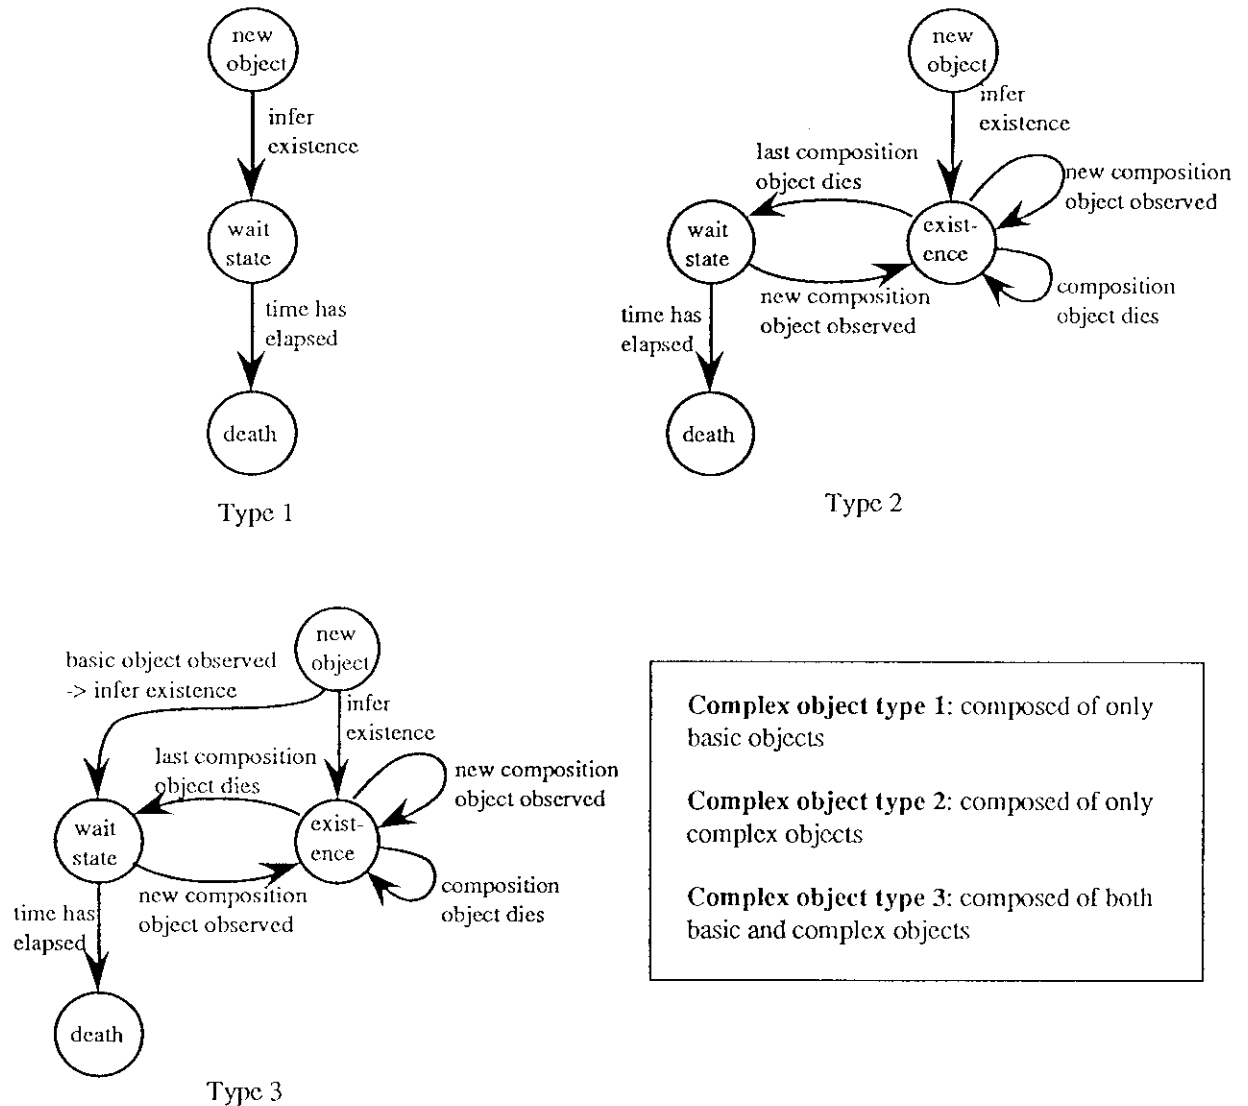 new
object
infer
existence
wait
state
time has
elapsed
death
Type 1
new
object
infer
existence
last composition
object dies
new composition
object observed
wait
state
exist-
ence
new composition
object observed
composition
object dies
time has
elapsed
death
Type 2
new
object
basic object observed
-> infer existence
infer
existence
last composition
object dies
new composition
object observed
wait
state
exist-
ence
new composition
object observed
composition
object dies
time has
elapsed
death
Type 3
Complex object type 1: composed of only
basic objects
Complex object type 2: composed of only
complex objects
Complex object type 3: composed of both
basic and complex objects